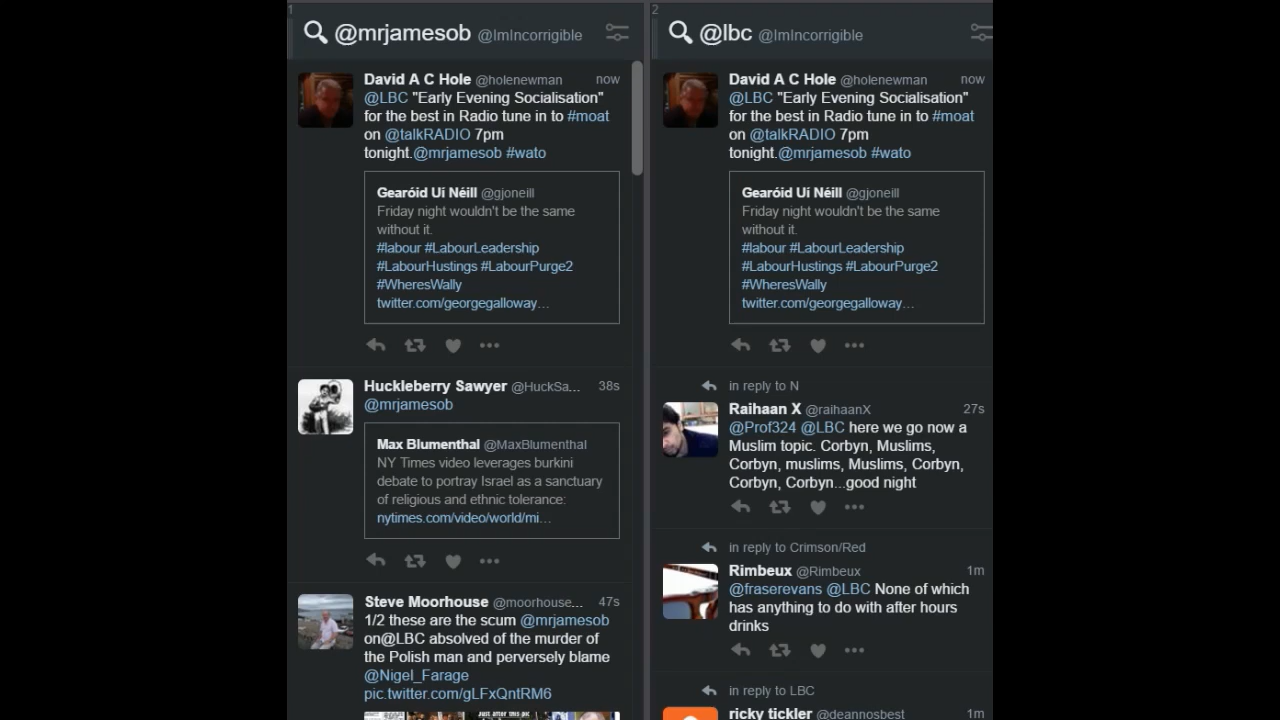 1
@mrjamesob @ImIncorrigible
David A C Hole @holenewman now
@LBC "Early Evening Socialisation"
for the best in Radio tune in to #moat
on @talkRADIO 7pm
tonight.@mrjamesob #wato
Gearóid Uí Néill @gjoneill
Friday night wouldn't be the same
without it.
#labour #LabourLeadership
#LabourHustings #LabourPurge2
#WheresWally
twitter.com/georgegalloway…
Huckleberry Sawyer @HuckSa... 38s
@mrjamesob
Max Blumenthal @MaxBlumenthal
NY Times video leverages burkini
debate to portray Israel as a sanctuary
of religious and ethnic tolerance:
nytimes.com/video/world/mi…
Steve Moorhouse @moorhouse... 47s
1/2 these are the scum @mrjamesob
on@LBC absolved of the murder of
the Polish man and perversely blame
@Nigel_Farage
pic.twitter.com/gLFxQntRM6
2
@lbc @ImIncorrigible
David A C Hole @holenewman now
@LBC "Early Evening Socialisation"
for the best in Radio tune in to #moat
on @talkRADIO 7pm
tonight.@mrjamesob #wato
Gearóid Uí Néill @gjoneill
Friday night wouldn't be the same
without it.
#labour #LabourLeadership
#LabourHustings #LabourPurge2
#WheresWally
twitter.com/georgegalloway…
in reply to N
Raihaan X @raihaanX 27s
@Prof324 @LBC here we go now a
Muslim topic. Corbyn, Muslims,
Corbyn, muslims, Muslims, Corbyn,
Corbyn, Corbyn...good night
in reply to Crimson/Red
Rimbeux @Rimbeux 1m
@fraserevans @LBC None of which
has anything to do with after hours
drinks
in reply to LBC
ricky tickler @deannosbest 1m